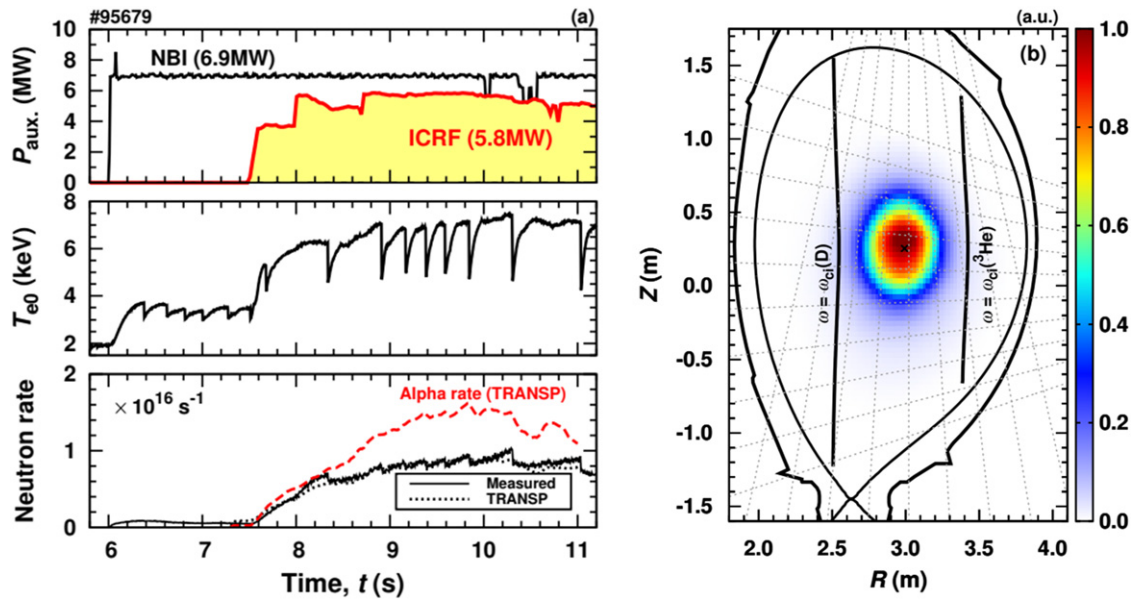 #95679
(a)
10
8
6
4
2
0
P_aux. (MW)
NBI (6.9MW)
ICRF (5.8MW)
8
6
4
2
T_e0 (keV)
2
1
0
Neutron rate
× 10^16 s^-1
Alpha rate (TRANSP)
Measured
TRANSP
6 7 8 9 10 11
Time, t (s)
(a.u.)
(b)
1.5
1.0
0.5
0.0
-0.5
-1.0
-1.5
Z (m)
ω = ω_ci(D)
ω = ω_ci(^3He)
2.0 2.5 3.0 3.5 4.0
R (m)
1.0
0.8
0.6
0.4
0.2
0.0